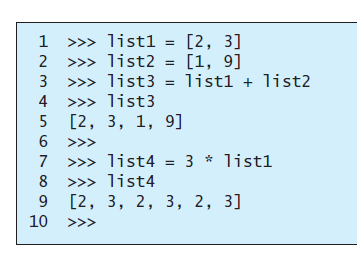 1 >>> list1 = [2, 3]
2 >>> list2 = [1, 9]
3 >>> list3 = list1 + list2
4 >>> list3
5 [2, 3, 1, 9]
6 >>>
7 >>> list4 = 3 * list1
8 >>> list4
9 [2, 3, 2, 3, 2, 3]
10 >>>